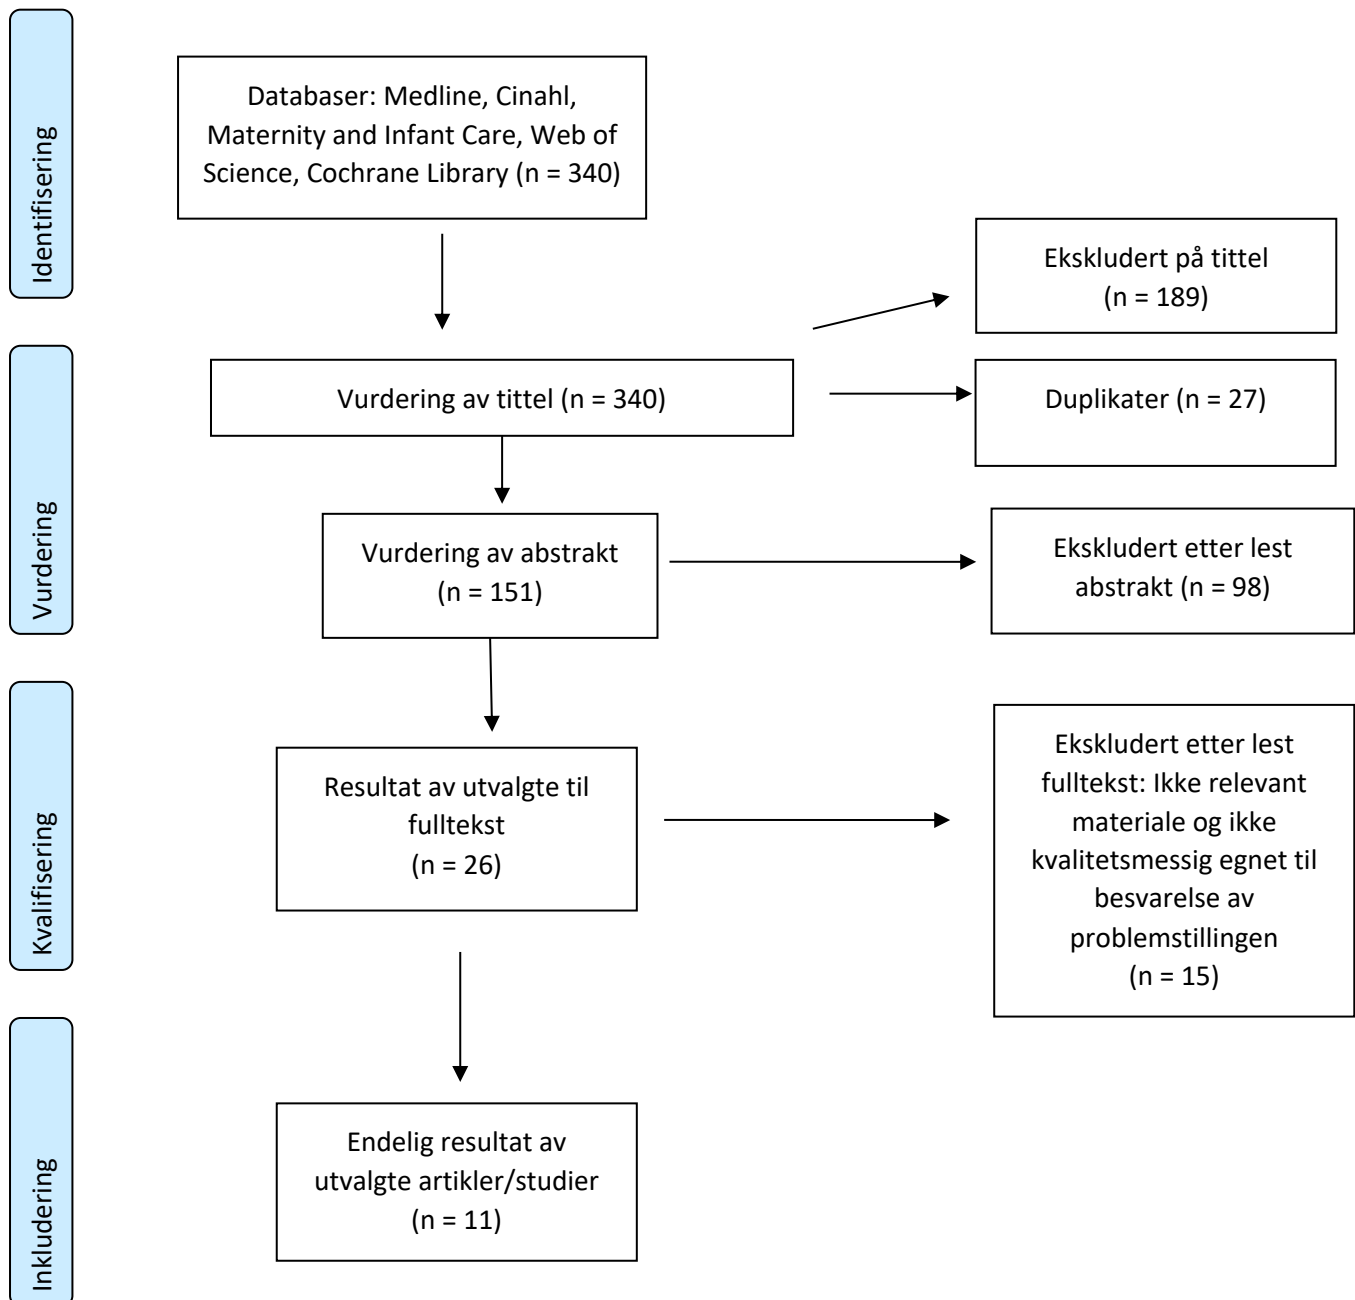 Identifisering
Databaser: Medline, Cinahl,
Maternity and Infant Care, Web of
Science, Cochrane Library (n = 340)
Ekskludert på tittel
(n = 189)
Vurdering
Vurdering av tittel (n = 340)
Duplikater (n = 27)
Vurdering av abstrakt
(n = 151)
Ekskludert etter lest
abstrakt (n = 98)
Kvalifisering
Resultat av utvalgte til
fulltekst
(n = 26)
Ekskludert etter lest
fulltekst: Ikke relevant
materiale og ikke
kvalitetsmessig egnet til
besvarelse av
problemstillingen
(n = 15)
Inkludering
Endelig resultat av
utvalgte artikler/studier
(n = 11)